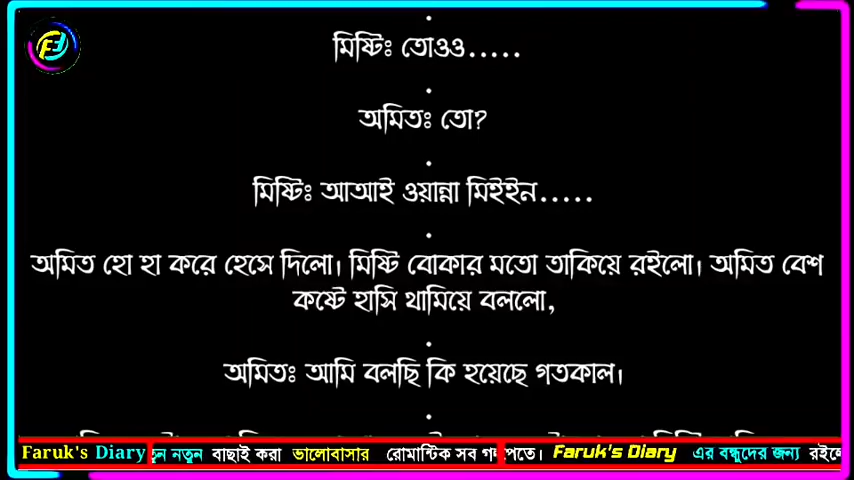 মিষ্টিঃ তোওও.....
.
অমিতঃ তো?
.
মিষ্টিঃ আআই ওয়ান্না মিইইন.....
.
অমিত হো হা করে হেসে দিলো। মিষ্টি বোকার মতো তাকিয়ে রইলো। অমিত বেশ
কষ্টে হাসি থামিয়ে বললো,
.
অমিতঃ আমি বলছি কি হয়েছে গতকাল।
.
Faruk's Diary নতুন বাছাই করা ভালোবাসার রোমান্টিক সব পেতে। Faruk's Diary এর বন্ধুদের জন্য